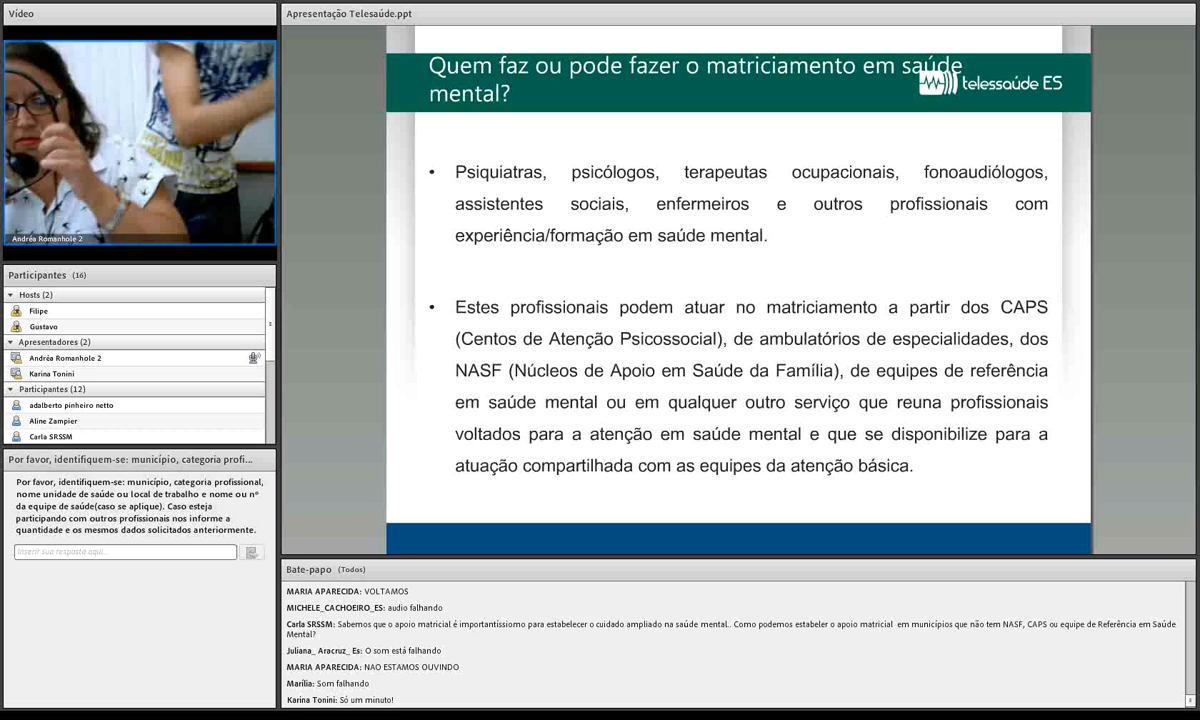 Vídeo
Andréa Romanhole 2
Participantes (16)
Hosts (2)
Filipe
Gustavo
Apresentadores (2)
Andréa Romanhole 2
Karina Tonini
Participantes (12)
adalberto pinheiro netto
Aline Zampier
Carla SRSSM
Por favor, identifiquem-se: município, categoria profi...
Por favor, identifiquem-se: município, categoria profissional,
nome unidade de saúde ou local de trabalho e nome ou nº
da equipe de saúde(caso se aplique). Caso esteja
participando com outros profissionais nos informe a
quantidade e os mesmos dados solicitados anteriormente.
Inserir sua resposta aqui...
Apresentação Telesaúde.ppt
Quem faz ou pode fazer o matriciamento em saúde
mental?
telessaúde ES
• Psiquiatras, psicólogos, terapeutas ocupacionais, fonoaudiólogos,
assistentes sociais, enfermeiros e outros profissionais com
experiência/formação em saúde mental.
• Estes profissionais podem atuar no matriciamento a partir dos CAPS
(Centos de Atenção Psicossocial), de ambulatórios de especialidades, dos
NASF (Núcleos de Apoio em Saúde da Família), de equipes de referência
em saúde mental ou em qualquer outro serviço que reuna profissionais
voltados para a atenção em saúde mental e que se disponibilize para a
atuação compartilhada com as equipes da atenção básica.
Bate-papo (Todos)
MARIA APARECIDA: VOLTAMOS
MICHELE_CACHOEIRO_ES: audio falhando
Carla SRSSM: Sabemos que o apoio matricial é importantíssiomo para estabelecer o cuidado ampliado na saúde mental.. Como podemos estabeler o apoio matricial em municípios que não tem NASF, CAPS ou equipe de Referência em Saúde
Mental?
Juliana_ Aracruz_ Es: O som está falhando
MARIA APARECIDA: NAO ESTAMOS OUVINDO
Marília: Som falhando
Karina Tonini: Só um minuto!